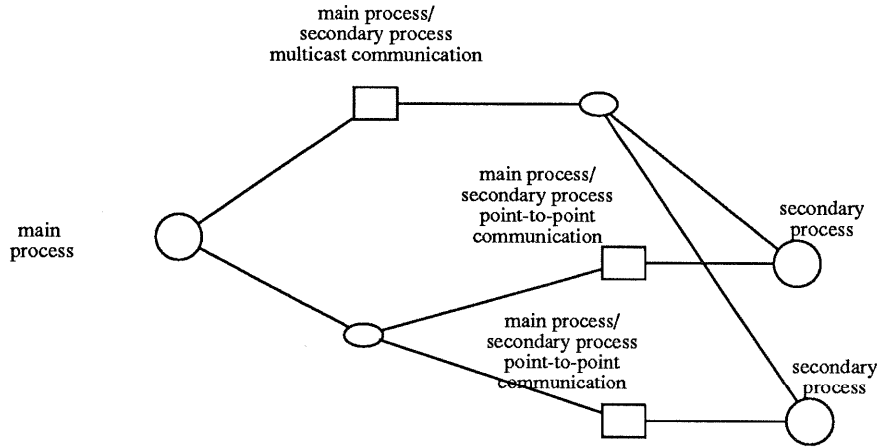 main process/
secondary process
multicast communication
main process/
secondary process
point-to-point
communication
secondary
process
main
process
main process/
secondary process
point-to-point
communication
secondary
process